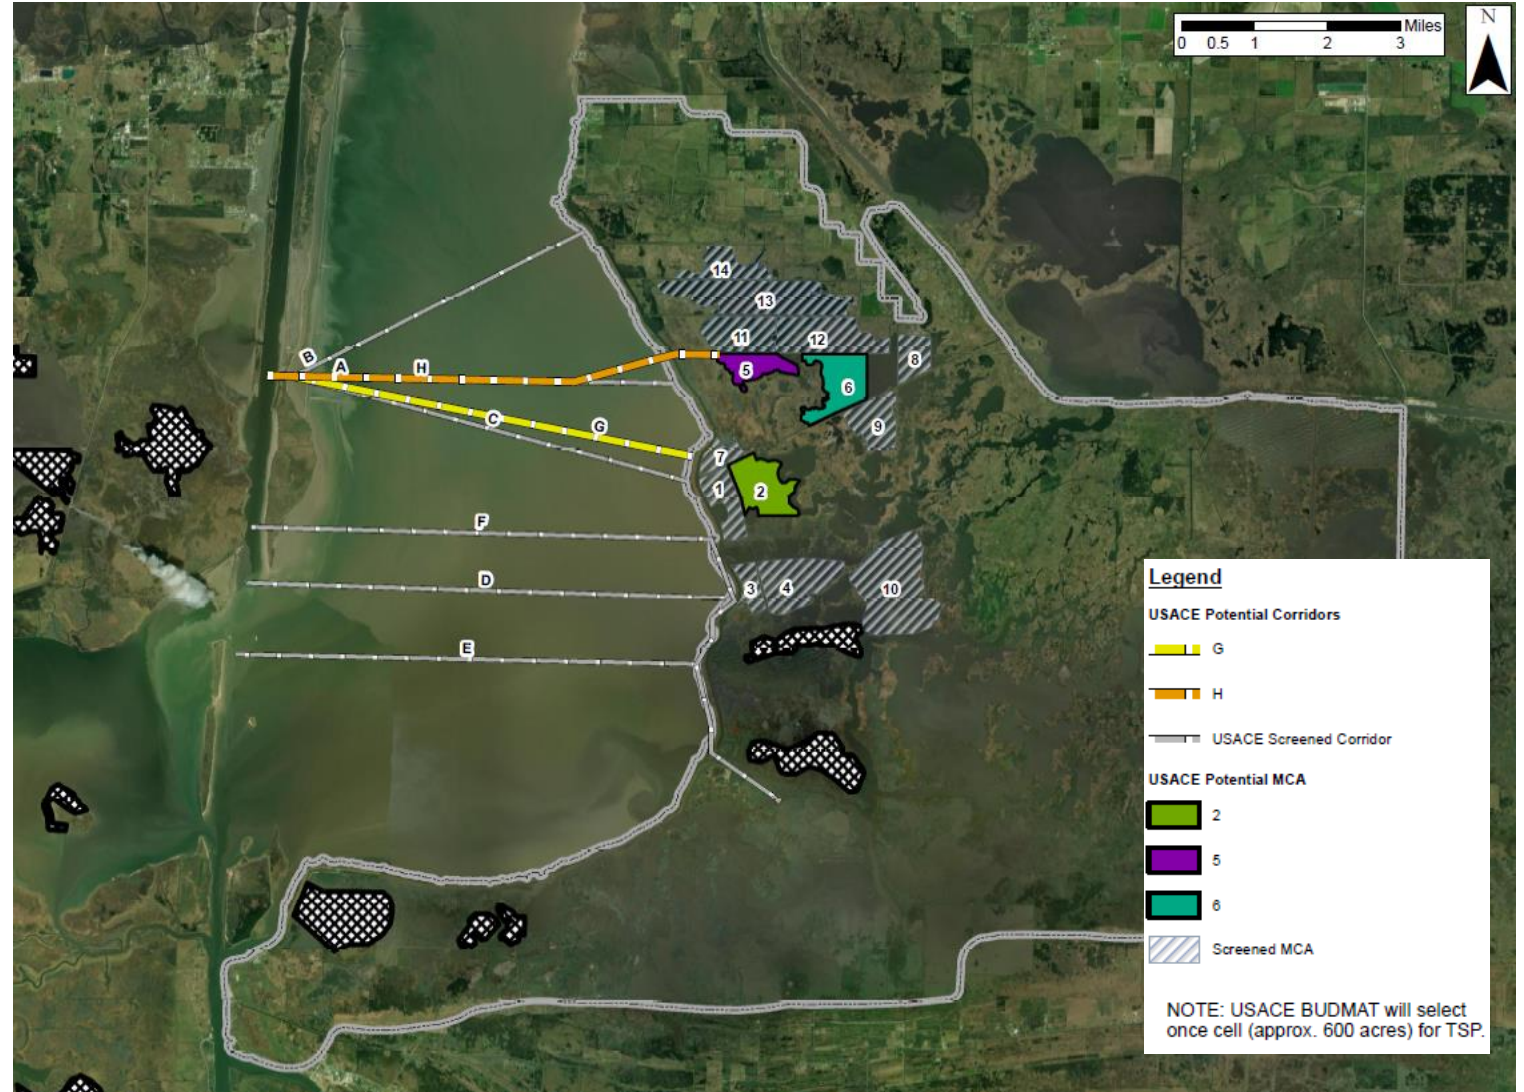 Miles
0 0.5 1 2 3
N
14
13
11
12
B
A
H
5
8
6
C
G
9
7
1
2
F
D
3
4
10
E
Legend
USACE Potential Corridors
G
H
USACE Screened Corridor
USACE Potential MCA
2
5
6
Screened MCA
NOTE: USACE BUDMAT will select
once cell (approx. 600 acres) for TSP.